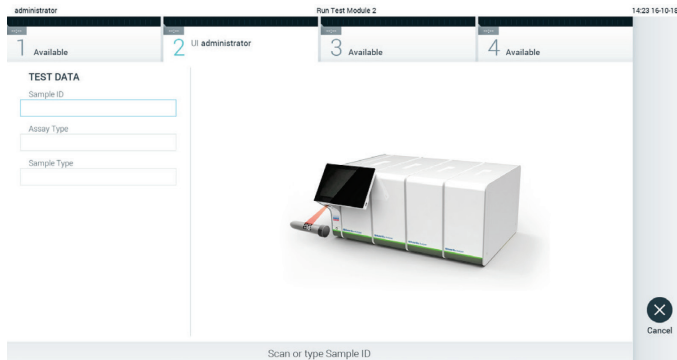 administrator
Run Test Module 2
14:23 16-10-18
1 Available
2 UI administrator
3 Available
4 Available
TEST DATA
Sample ID
Assay Type
Sample Type
Cancel
Scan or type Sample ID